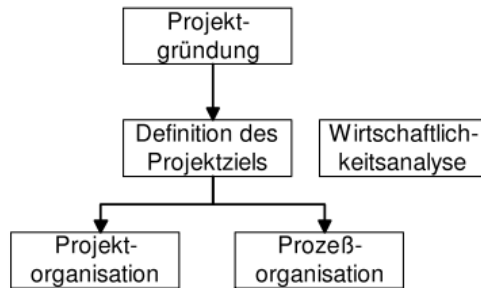 Projekt-
gründung
Definition des
Projektziels
Wirtschaftlich-
keitsanalyse
Projekt-
organisation
Prozeß-
organisation